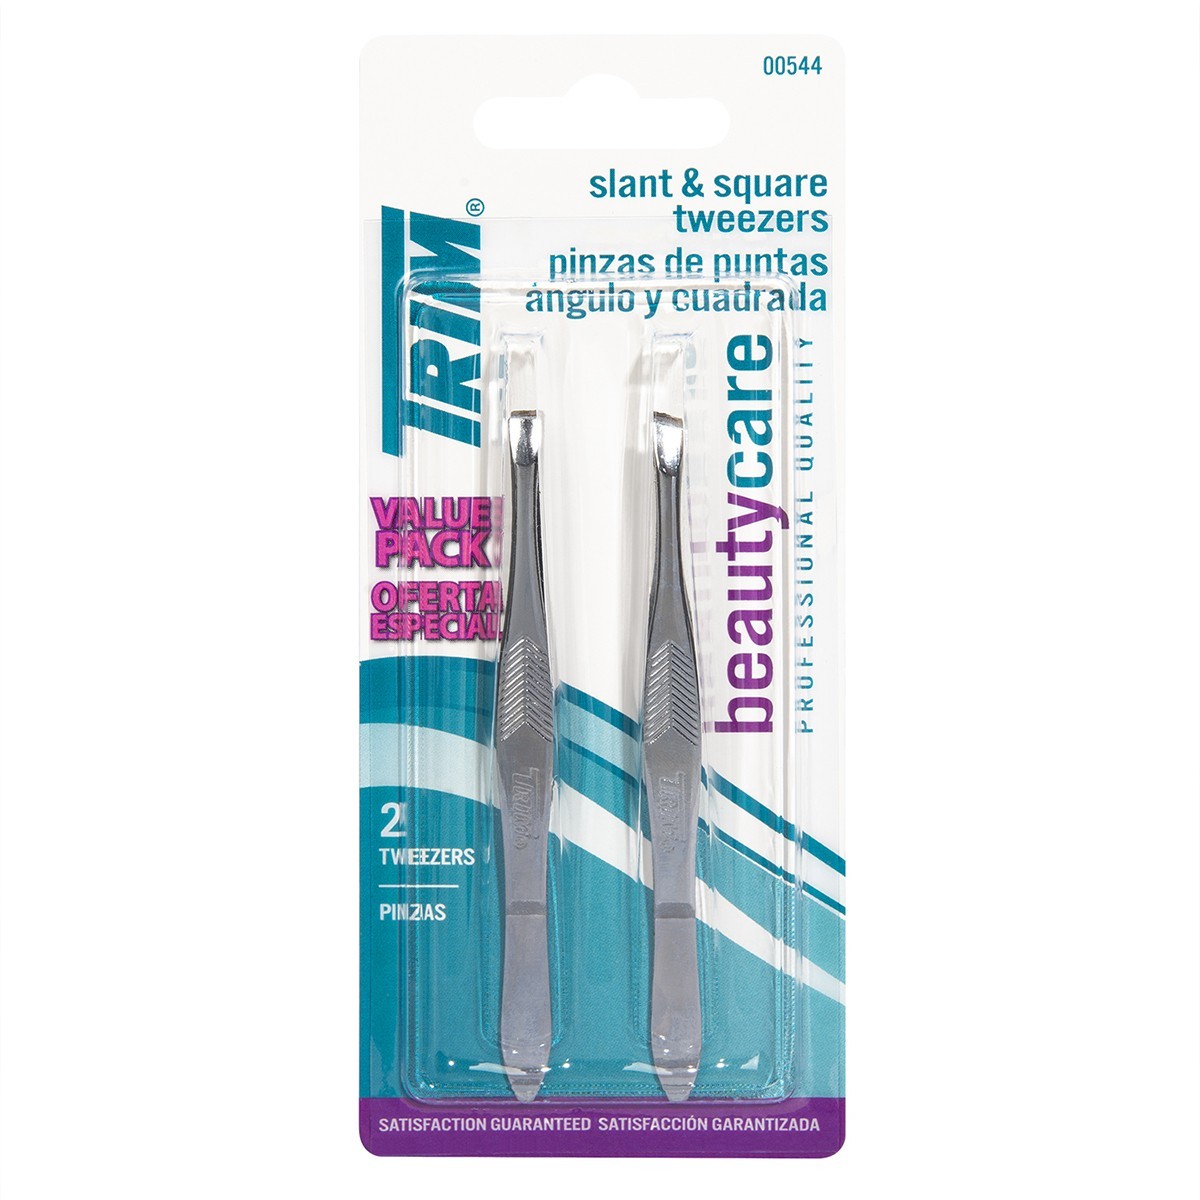 00544
slant & square
tweezers
pinzas de puntas
ángulo y cuadrada
TRIM®
beautycare
PROFESSIONAL QUALITY
VALUE
PACK
OFERTA
ESPECIAL
2
TWEEZERS
PINZAS
SATISFACTION GUARANTEED SATISFACCIÓN GARANTIZADA